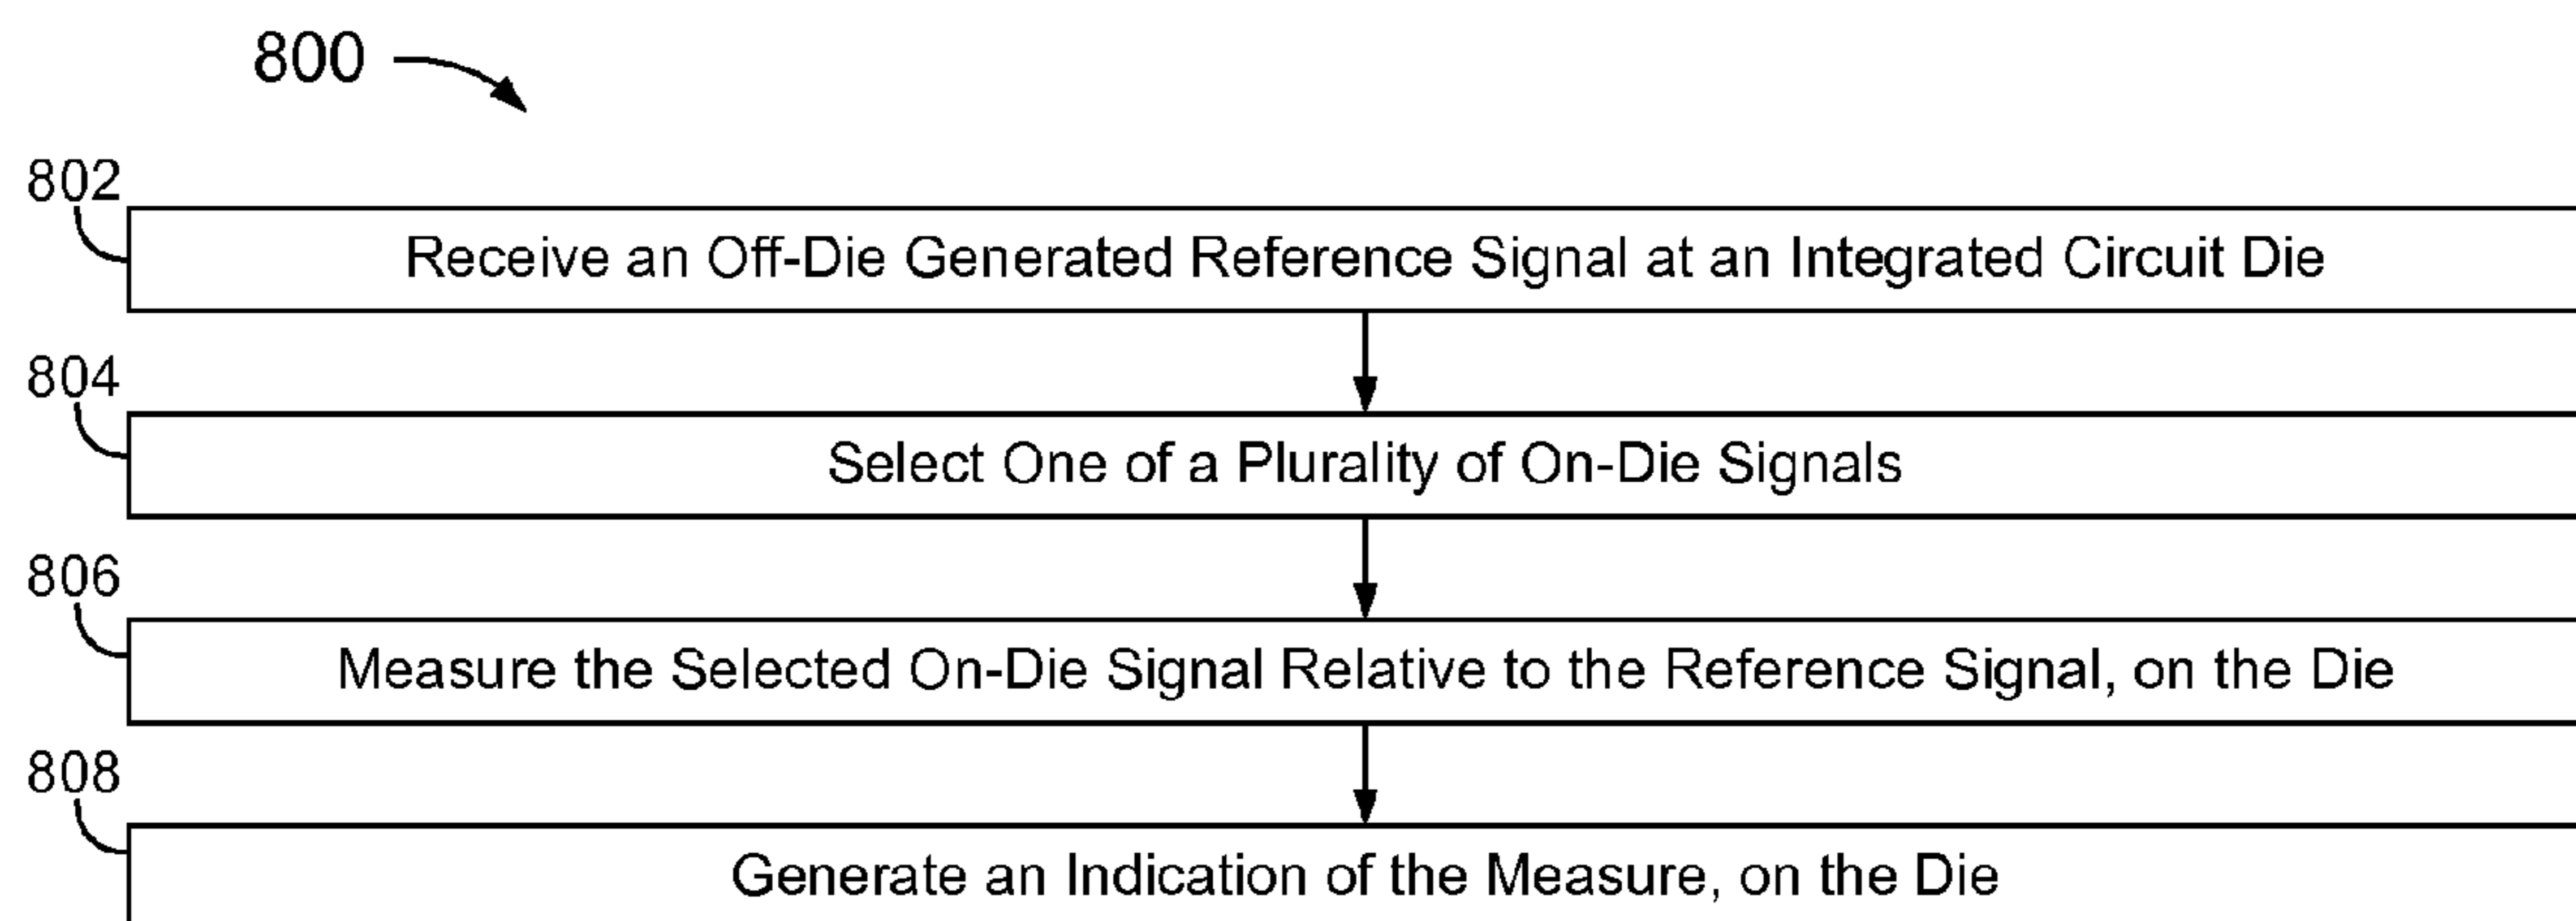 800
802
Receive an Off-Die Generated Reference Signal at an Integrated Circuit Die
804
Select One of a Plurality of On-Die Signals
806
Measure the Selected On-Die Signal Relative to the Reference Signal, on the Die
808
Generate an Indication of the Measure, on the Die